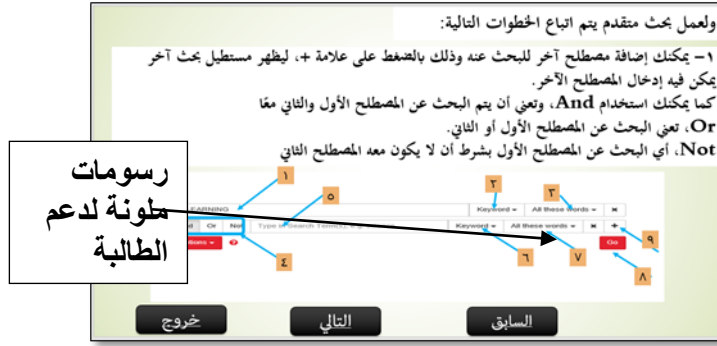 ولعمل بحث متقدم يتم اتباع الخطوات التالية:
١- يمكنك إضافة مصطلح آخر للبحث عنه وذلك بالضغط على علامة +، ليظهر مستطيل بحث آخر
يمكن فيه إدخال المصطلح الآخر.
كما يمكنك استخدام And، وتعني أن يتم البحث عن المصطلح الأول والثاني معًا
Or، تعني البحث عن المصطلح الأول أو الثاني.
Not، أي البحث عن المصطلح الأول بشرط أن لا يكون معه المصطلح الثاني
رسومات
ملونة لدعم
الطالبة
١ ٥ ٢ ٣
LEARNING Keyword All these words ×
Or Not Type Search Keyword All these words × +
Go
٤ ٦ ٧ ٨ ٩
السابق التالي خروج